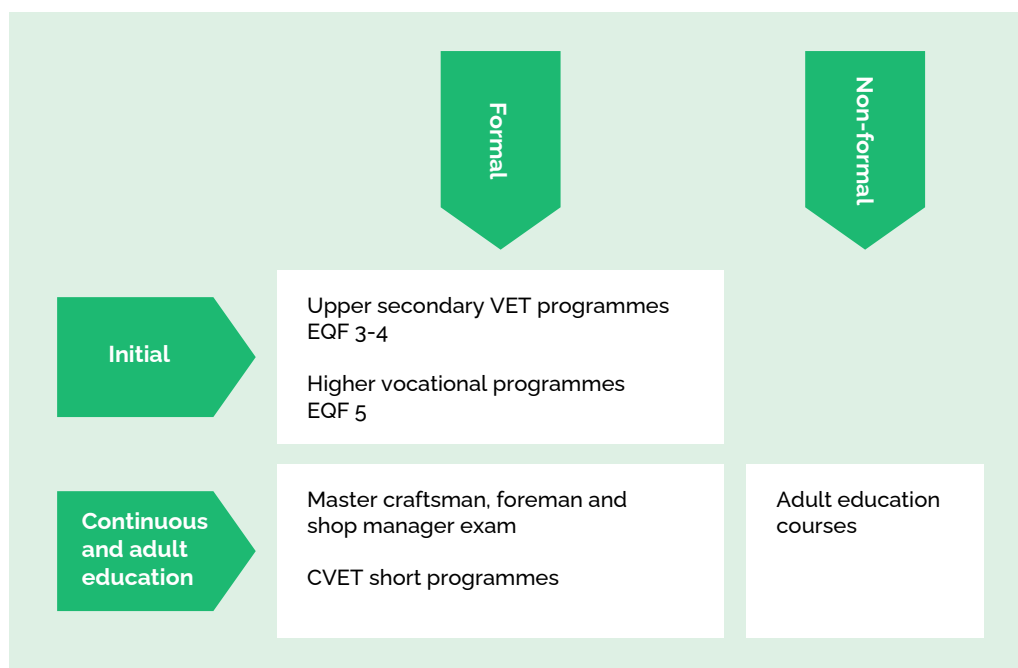 Formal
Non-formal
Initial
Upper secondary VET programmes
EQF 3-4
Higher vocational programmes
EQF 5
Continuous
and adult
education
Master craftsman, foreman and
shop manager exam
CVET short programmes
Adult education
courses